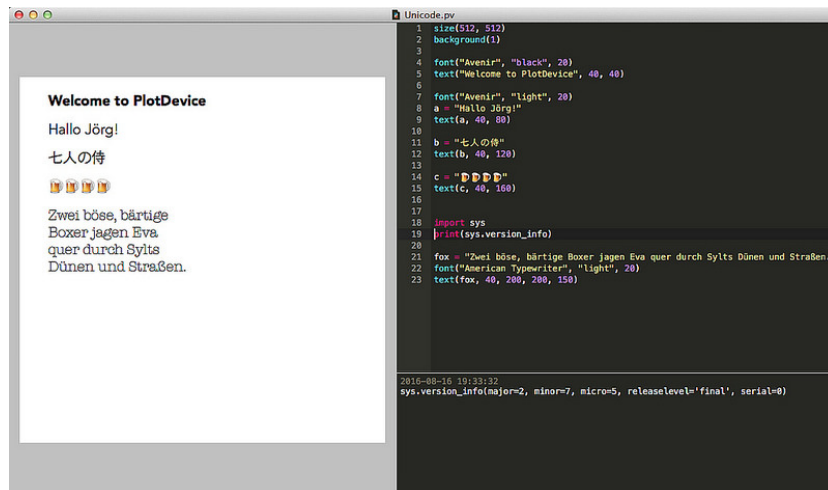 Unicode.pv
Welcome to PlotDevice
Hallo Jörg!
七人の侍
🍺🍺🍺🍺
Zwei böse, bärtige
Boxer jagen Eva
quer durch Sylts
Dünen und Straßen.
1 size(512, 512)
2 background(1)
3
4 font("Avenir", "black", 20)
5 text("Welcome to PlotDevice", 40, 40)
6
7 font("Avenir", "light", 20)
8 a = "Hallo Jörg!"
9 text(a, 40, 80)
10
11 b = "七人の侍"
12 text(b, 40, 120)
13
14 c = "🍺🍺🍺🍺"
15 text(c, 40, 160)
16
17
18 import sys
19 print(sys.version_info)
20
21 fox = "Zwei böse, bärtige Boxer jagen Eva quer durch Sylts Dünen und Straßen.
22 font("American Typewriter", "light", 20)
23 text(fox, 40, 200, 200, 150)
2016-08-16 19:33:32
sys.version_info(major=2, minor=7, micro=5, releaselevel='final', serial=0)